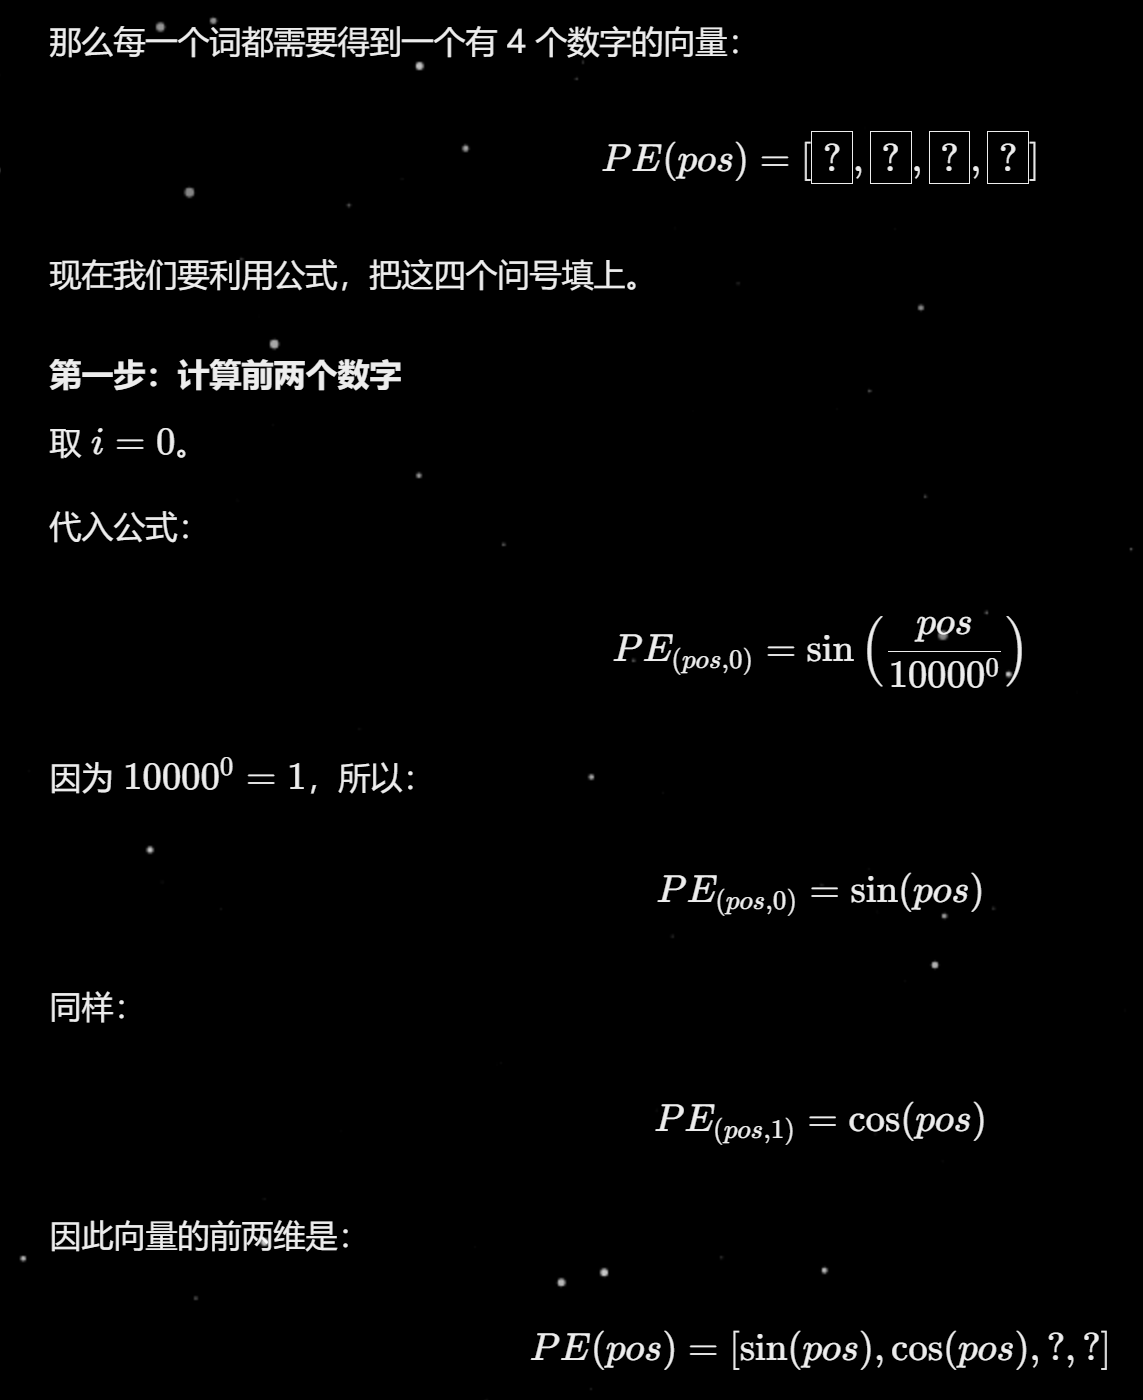 那么每一个词都需要得到一个有 4 个数字的向量：
PE(pos) = [?, ?, ?, ?]
现在我们要利用公式，把这四个问号填上。
第一步：计算前两个数字
取 i = 0。
代入公式：
PE_{(pos,0)} = sin(\frac{pos}{10000^0})
因为 10000^0 = 1，所以：
PE_{(pos,0)} = sin(pos)
同样：
PE_{(pos,1)} = cos(pos)
因此向量的前两维是：
PE(pos) = [sin(pos), cos(pos), ?, ?]